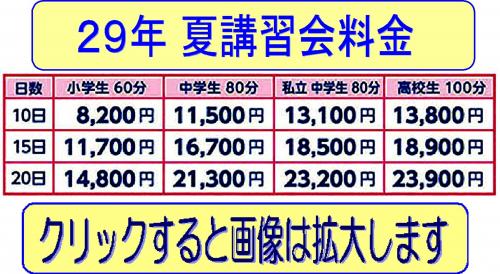 29年 夏講習会料金
日数 小学生 60分 中学生 80分 私立 中学生 80分 高校生 100分
10日 8,200円 11,500円 13,100円 13,800円
15日 11,700円 16,700円 18,500円 18,900円
20日 14,800円 21,300円 23,200円 23,900円
クリックすると画像は拡大します